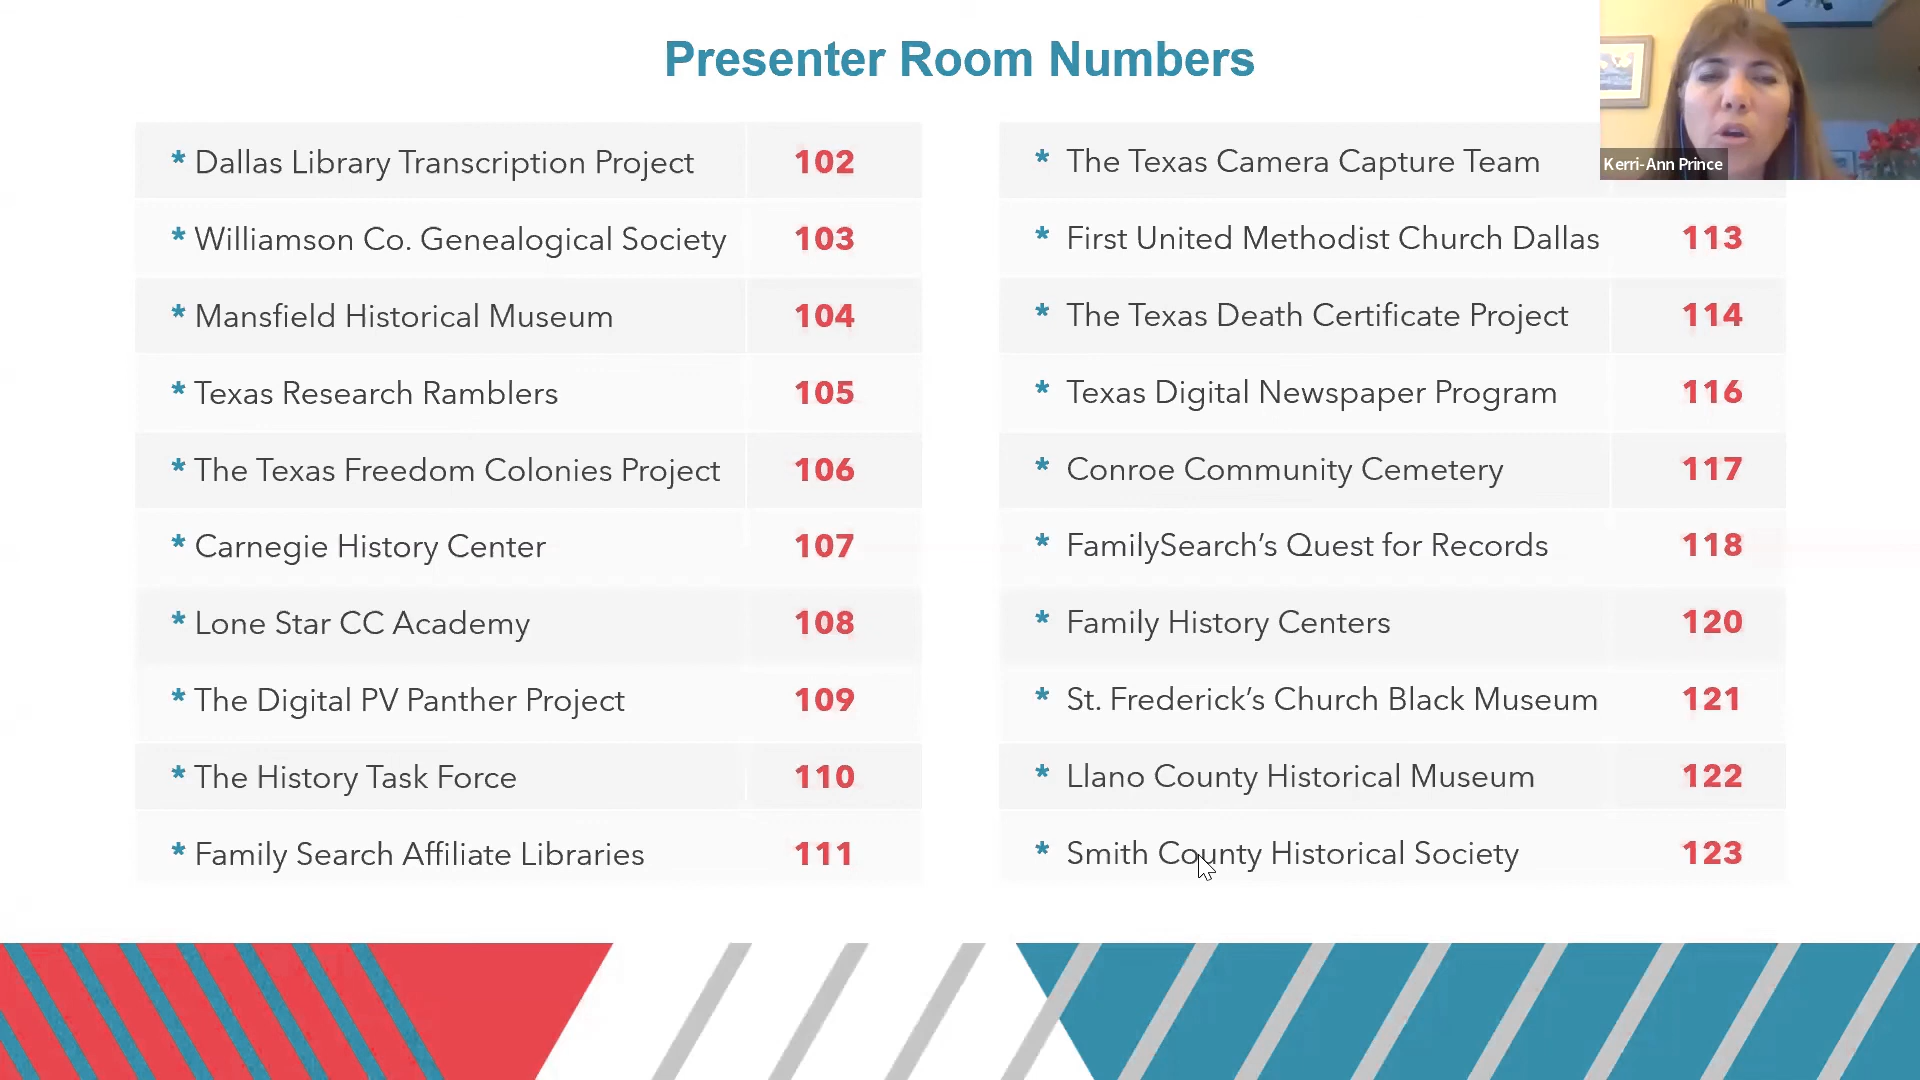 Presenter Room Numbers
* Dallas Library Transcription Project 102
* Williamson Co. Genealogical Society 103
* Mansfield Historical Museum 104
* Texas Research Ramblers 105
* The Texas Freedom Colonies Project 106
* Carnegie History Center 107
* Lone Star CC Academy 108
* The Digital PV Panther Project 109
* The History Task Force 110
* Family Search Affiliate Libraries 111
* The Texas Camera Capture Team
* First United Methodist Church Dallas 113
* The Texas Death Certificate Project 114
* Texas Digital Newspaper Program 116
* Conroe Community Cemetery 117
* FamilySearch’s Quest for Records 118
* Family History Centers 120
* St. Frederick’s Church Black Museum 121
* Llano County Historical Museum 122
* Smith County Historical Society 123
Kerri-Ann Prince